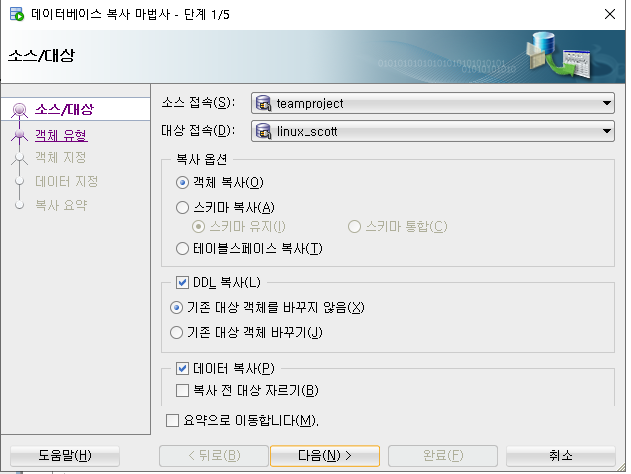 데이터베이스 복사 마법사 - 단계 1/5
소스/대상
소스/대상
객체 유형
객체 지정
데이터 지정
복사 요약
소스 접속(S): teamproject
대상 접속(D): linux_scott
복사 옵션
객체 복사(O)
스키마 복사(A)
스키마 유지(I) 스키마 통합(C)
테이블스페이스 복사(T)
DDL 복사(L)
기존 대상 객체를 바꾸지 않음(X)
기존 대상 객체 바꾸기(J)
데이터 복사(P)
복사 전 대상 자르기(B)
요약으로 이동합니다(M).
도움말(H) < 뒤로(B) 다음(N) > 완료(F) 취소